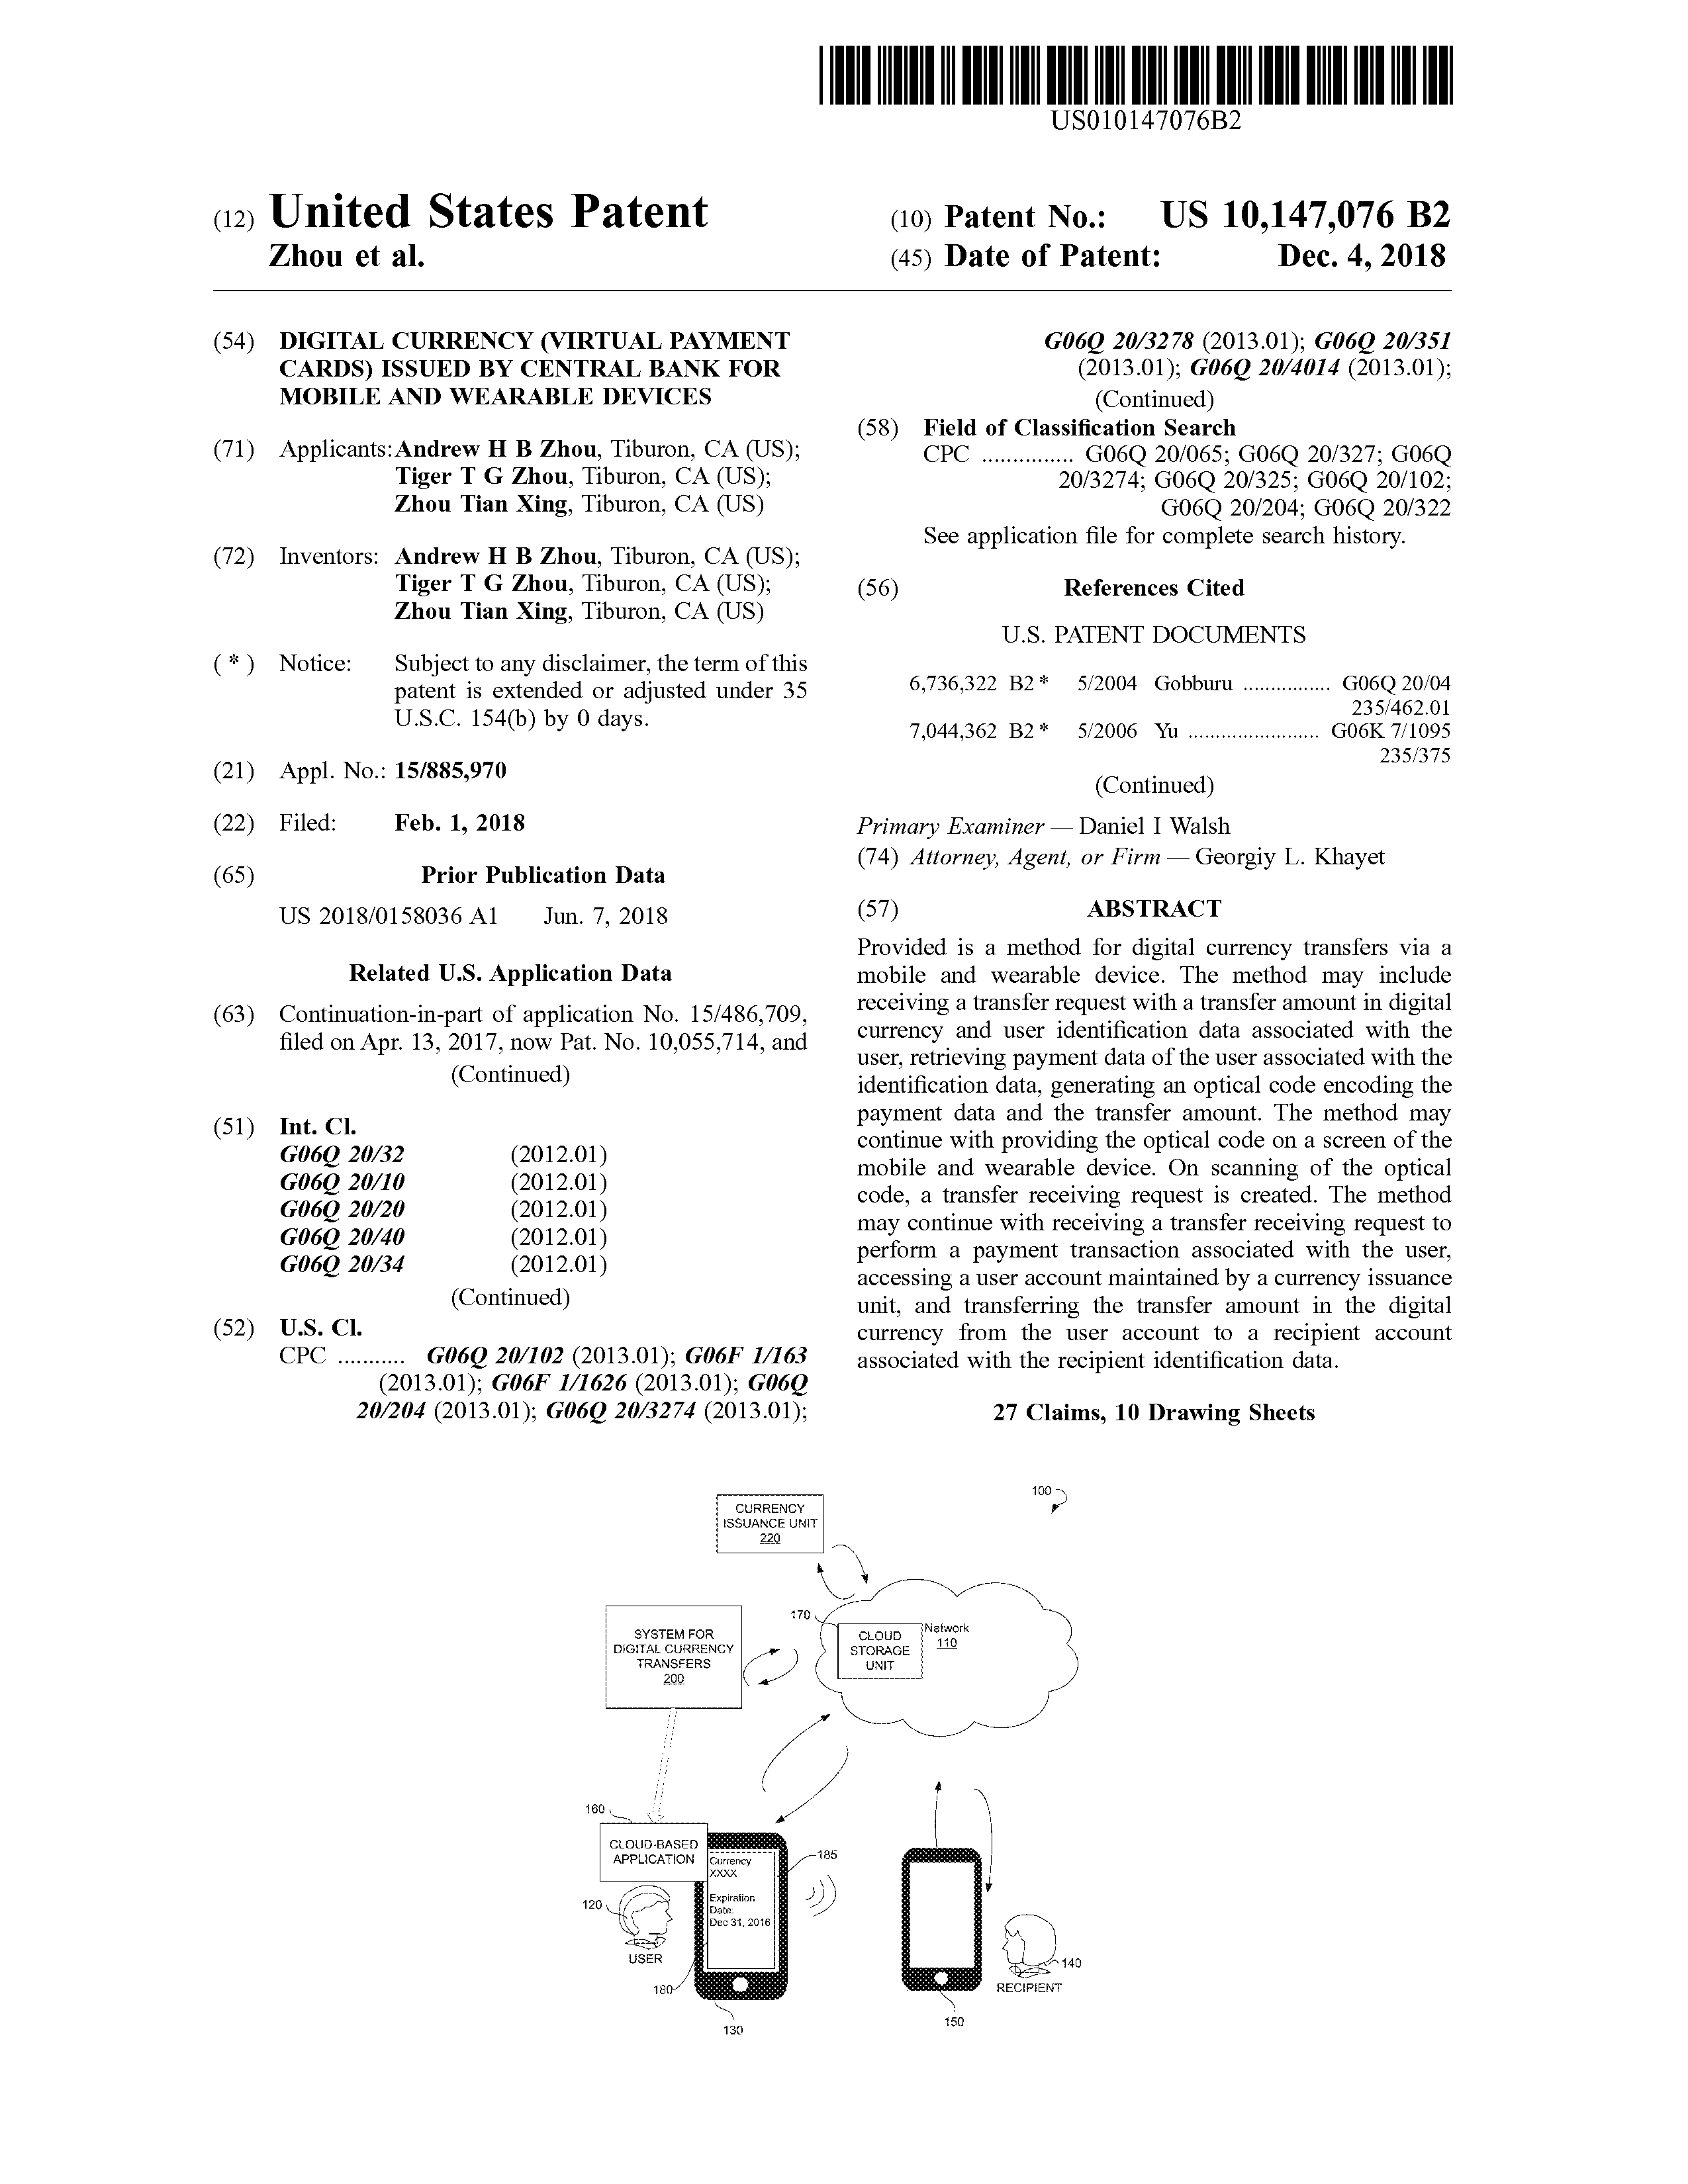 US010147076B2
(12) United States Patent
Zhou et al.
(10) Patent No.: US 10,147,076 B2
(45) Date of Patent: Dec. 4, 2018
(54) DIGITAL CURRENCY (VIRTUAL PAYMENT
CARDS) ISSUED BY CENTRAL BANK FOR
MOBILE AND WEARABLE DEVICES
(71) Applicants: Andrew H B Zhou, Tiburon, CA (US);
Tiger T G Zhou, Tiburon, CA (US);
Zhou Tian Xing, Tiburon, CA (US)
(72) Inventors: Andrew H B Zhou, Tiburon, CA (US);
Tiger T G Zhou, Tiburon, CA (US);
Zhou Tian Xing, Tiburon, CA (US)
( * ) Notice: Subject to any disclaimer, the term of this
patent is extended or adjusted under 35
U.S.C. 154(b) by 0 days.
(21) Appl. No.: 15/885,970
(22) Filed: Feb. 1, 2018
(65) Prior Publication Data
US 2018/0158036 A1 Jun. 7, 2018
Related U.S. Application Data
(63) Continuation-in-part of application No. 15/486,709,
filed on Apr. 13, 2017, now Pat. No. 10,055,714, and
(Continued)
(51) Int. Cl.
G06Q 20/32 (2012.01)
G06Q 20/10 (2012.01)
G06Q 20/20 (2012.01)
G06Q 20/40 (2012.01)
G06Q 20/34 (2012.01)
(Continued)
(52) U.S. Cl.
CPC ........... G06Q 20/102 (2013.01); G06F 1/163
(2013.01); G06F 1/1626 (2013.01); G06Q
20/204 (2013.01); G06Q 20/3274 (2013.01);
G06Q 20/3278 (2013.01); G06Q 20/351
(2013.01); G06Q 20/4014 (2013.01);
(Continued)
(58) Field of Classification Search
CPC ............... G06Q 20/065; G06Q 20/327; G06Q
20/3274; G06Q 20/325; G06Q 20/102;
G06Q 20/204; G06Q 20/322
See application file for complete search history.
(56) References Cited
U.S. PATENT DOCUMENTS
6,736,322 B2 * 5/2004 Gobburu ................ G06Q 20/04
235/462.01
7,044,362 B2 * 5/2006 Yu ........................ G06K 7/1095
235/375
(Continued)
Primary Examiner — Daniel I Walsh
(74) Attorney, Agent, or Firm — Georgiy L. Khayet
(57) ABSTRACT
Provided is a method for digital currency transfers via a
mobile and wearable device. The method may include
receiving a transfer request with a transfer amount in digital
currency and user identification data associated with the
user, retrieving payment data of the user associated with the
identification data, generating an optical code encoding the
payment data and the transfer amount. The method may
continue with providing the optical code on a screen of the
mobile and wearable device. On scanning of the optical
code, a transfer receiving request is created. The method
may continue with receiving a transfer receiving request to
perform a payment transaction associated with the user,
accessing a user account maintained by a currency issuance
unit, and transferring the transfer amount in the digital
currency from the user account to a recipient account
associated with the recipient identification data.
27 Claims, 10 Drawing Sheets
100
CURRENCY
ISSUANCE UNIT
220
170
CLOUD
STORAGE
UNIT
Network
110
SYSTEM FOR
DIGITAL CURRENCY
TRANSFERS
200
160
CLOUD-BASED
APPLICATION
Currency
XXXX
Expiration
Date:
Dec 31, 2016
185
120
USER
180
130
140
RECIPIENT
150